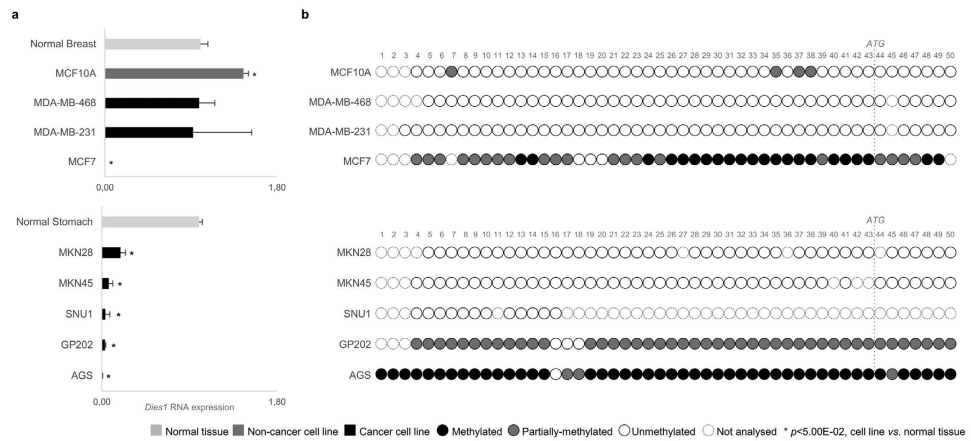 a
b
Normal Breast
MCF10A
*
MDA-MB-468
MDA-MB-231
MCF7
*
0,00
1,80
ATG
1 2 3 4 5 6 7 8 9 10 11 12 13 14 15 16 17 18 19 20 21 22 23 24 25 26 27 28 29 30 31 32 33 34 35 36 37 38 39 40 41 42 43 44 45 46 47 48 49 50
MCF10A
MDA-MB-468
MDA-MB-231
MCF7
Normal Stomach
MKN28
*
MKN45
*
SNU1
*
GP202
*
AGS
*
0,00
Dies1 RNA expression
1,80
ATG
1 2 3 4 5 6 7 8 9 10 11 12 13 14 15 16 17 18 19 20 21 22 23 24 25 26 27 28 29 30 31 32 33 34 35 36 37 38 39 40 41 42 43 44 45 46 47 48 49 50
MKN28
MKN45
SNU1
GP202
AGS
Normal tissue Non-cancer cell line Cancer cell line Methylated Partially-methylated Unmethylated Not analysed * p<5.00E-02, cell line vs. normal tissue